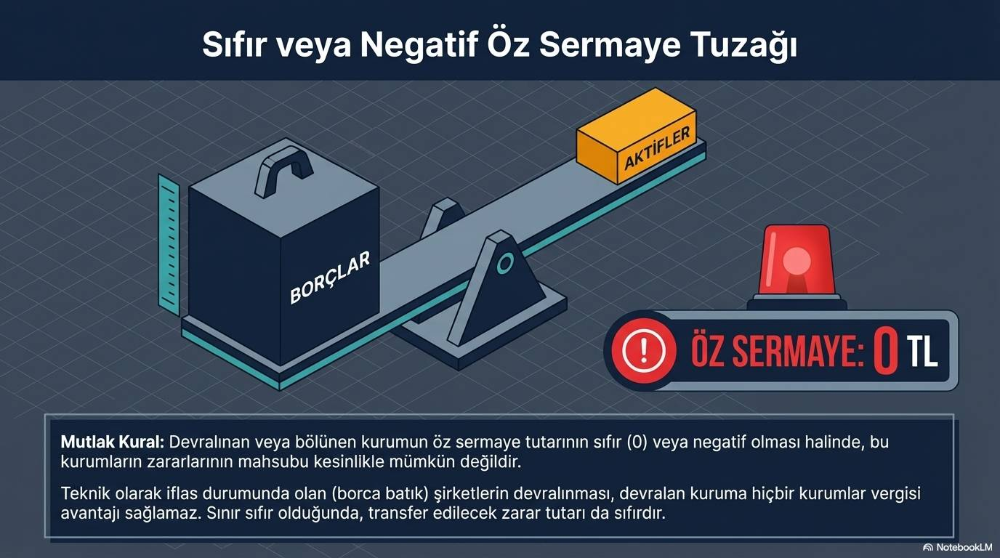 Sıfır veya Negatif Öz Sermaye Tuzağı
AKTİFLER
BORÇLAR
ÖZ SERMAYE: 0 TL
Mutlak Kural: Devralınan veya bölünen kurumun öz sermaye tutarının sıfır (0) veya negatif olması halinde, bu
kurumların zararlarının mahsubu kesinlikle mümkün değildir.
Teknik olarak iflas durumunda olan (borca batık) şirketlerin devralınması, devralan kuruma hiçbir kurumlar vergisi
avantajı sağlamaz. Sınır sıfır olduğunda, transfer edilecek zarar tutarı da sıfırdır.
NotebookLM